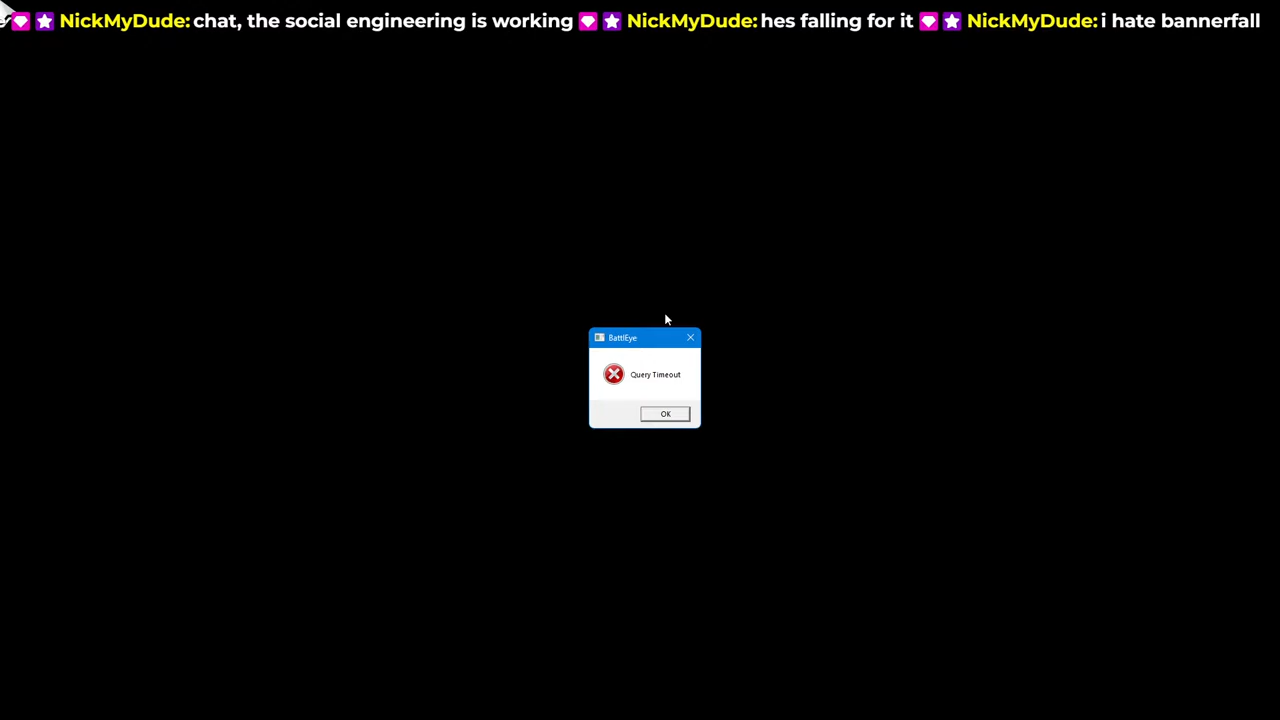 NickMyDude: chat, the social engineering is working NickMyDude: hes falling for it NickMyDude: i hate bannerfall
BattlEye
Query Timeout
OK